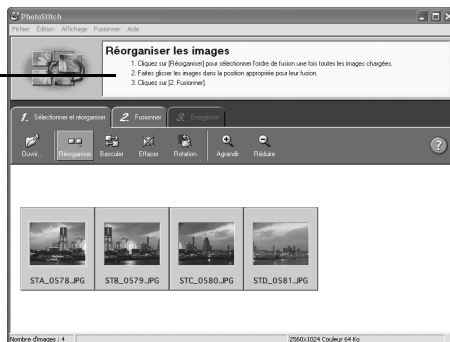 PhotoStitch
Fichier Édition Affichage Fusionner Aide
Réorganiser les images
1. Cliquez sur [Réorganiser] pour sélectionner l'ordre de fusion une fois toutes les images chargées.
2. Faites glisser les images dans la position appropriée pour leur fusion.
3. Cliquez sur [2. Fusionner].
1. Sélectionner et réorganiser 2. Fusionner 3. Enregistrer
Ouvrir... Réorganiser Basculer Effacer Rotation Agrandir Réduire
STA_0578.JPG STB_0579.JPG STC_0580.JPG STD_0581.JPG
Nombre d'images : 4 2560x1024 Couleur 64 Ko